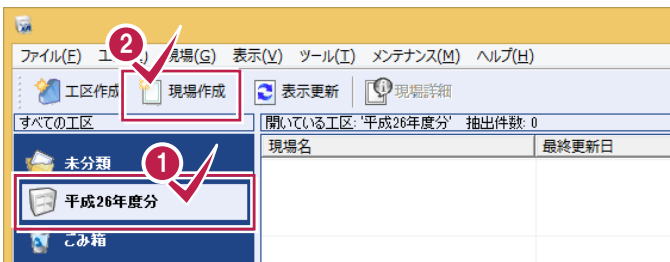 ファイル(F) 現場(G) 表示(V) ツール(T) メンテナンス(M) ヘルプ(H)
2
工区作成 現場作成 表示更新 現場詳細
すべての工区 開いている工区: '平成26年度分' 抽出件数: 0
現場名 最終更新日
未分類
1
平成26年度分
ごみ箱